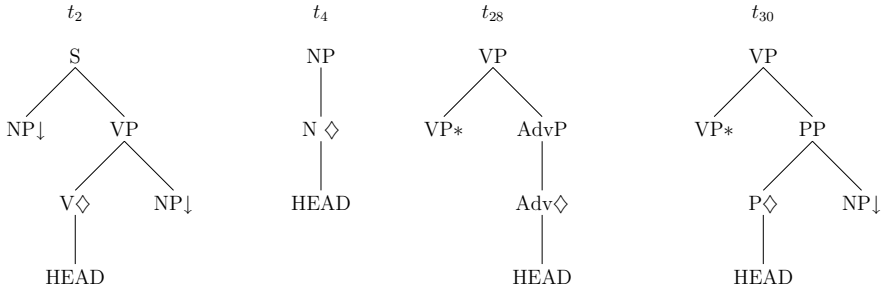 t₂ t₄ t₂₈ t₃₀
S NP VP VP
NP↓ VP N ◇ VP∗ AdvP VP∗ PP
V◇ NP↓ HEAD Adv◇ P◇ NP↓
HEAD HEAD HEAD